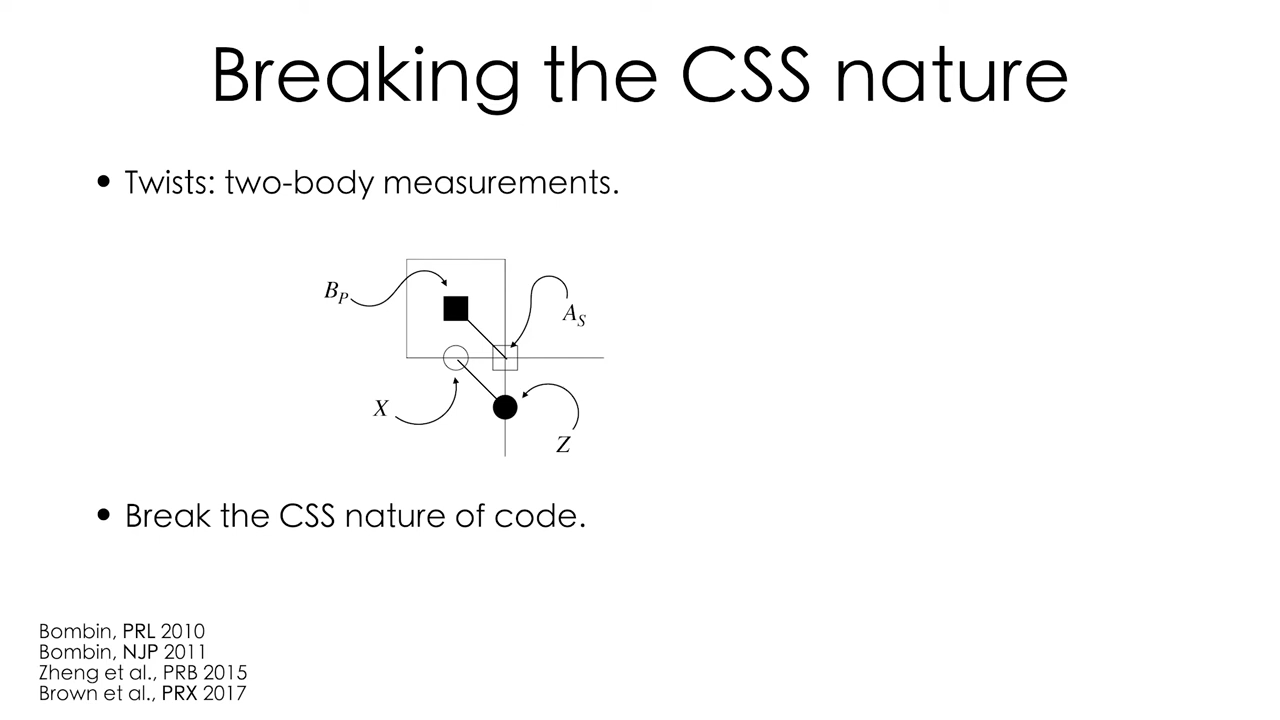 Breaking the CSS nature
• Twists: two-body measurements.
B_P
A_S
X
Z
• Break the CSS nature of code.
Bombin, PRL 2010
Bombin, NJP 2011
Zheng et al., PRB 2015
Brown et al., PRX 2017